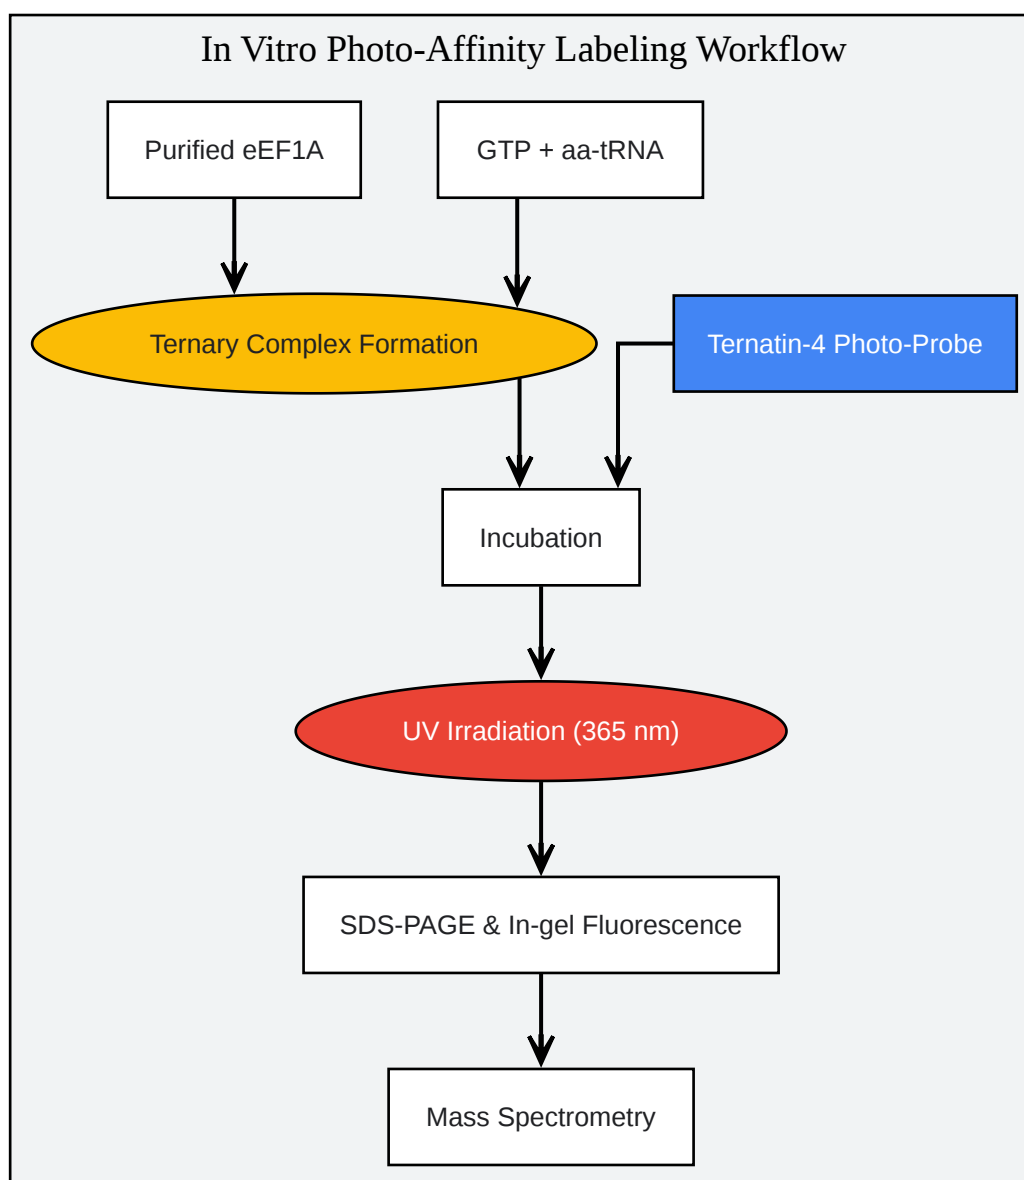 In Vitro Photo-Affinity Labeling Workflow
Purified eEF1A
GTP + aa-tRNA
Ternary Complex Formation
Ternatin-4 Photo-Probe
Incubation
UV Irradiation (365 nm)
SDS-PAGE & In-gel Fluorescence
Mass Spectrometry